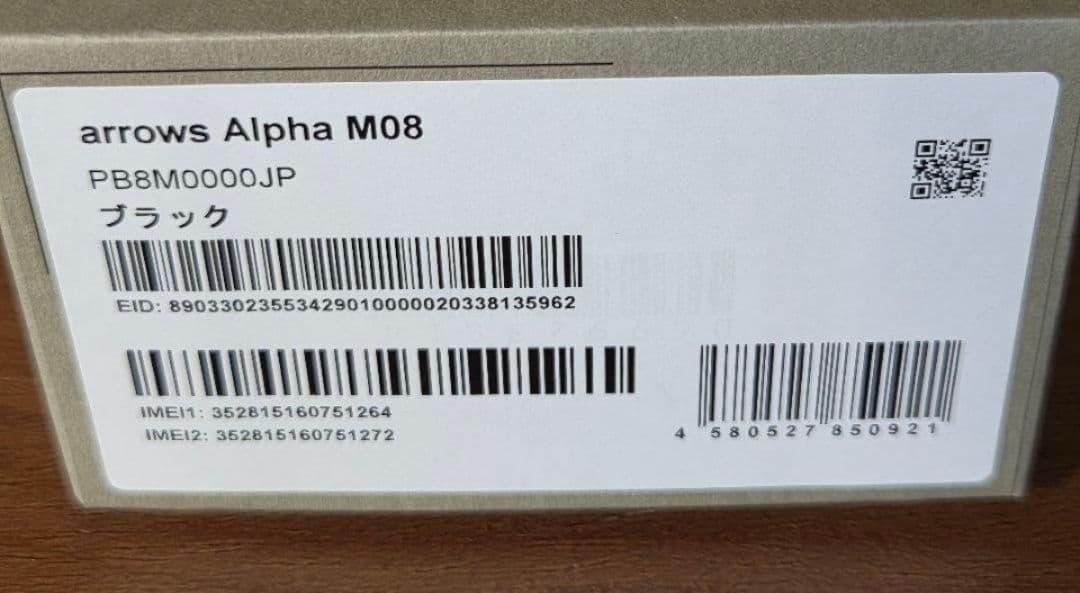 arrows Alpha M08
PB8M0000JP
ブラック
EID: 89033023553429010000020338135962
IMEI1: 352815160751264
IMEI2: 352815160751272
4 580527 850921